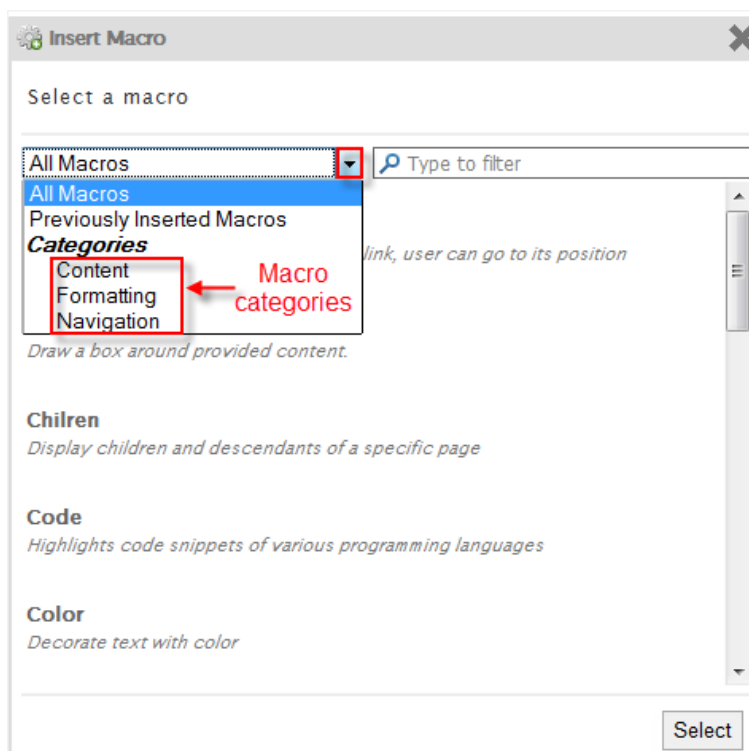 Insert Macro
Select a macro
All Macros
Type to filter
All Macros
Previously Inserted Macros
Categories
link, user can go to its position
Content
Macro
Formatting
categories
Navigation
Draw a box around provided content.
Chilren
Display children and descendants of a specific page
Code
Highlights code snippets of various programming languages
Color
Decorate text with color
Select